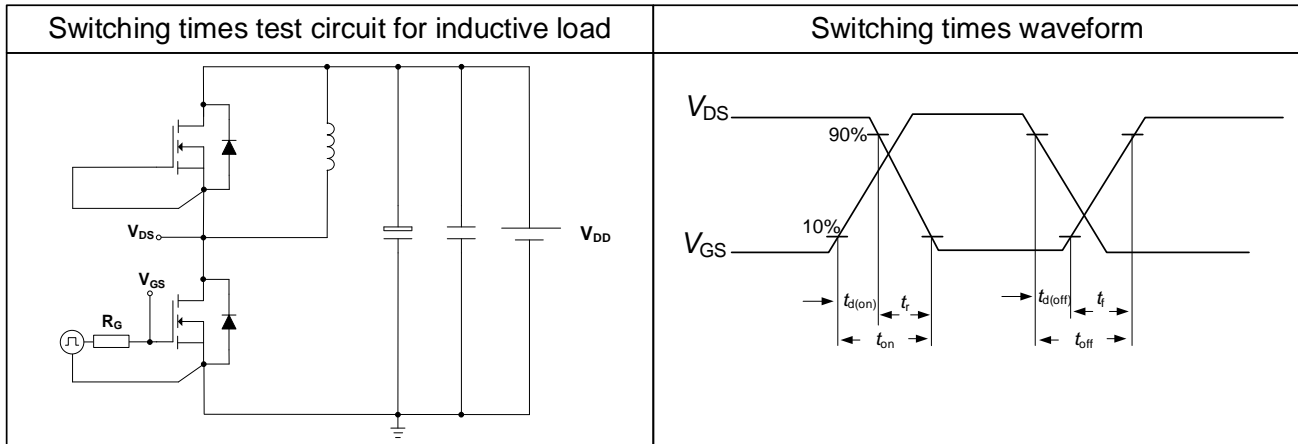 Switching times test circuit for inductive load
Switching times waveform
VDS
VGS
RG
VDD
VDS
90%
10%
VGS
td(on)
tr
ton
td(off)
tf
toff